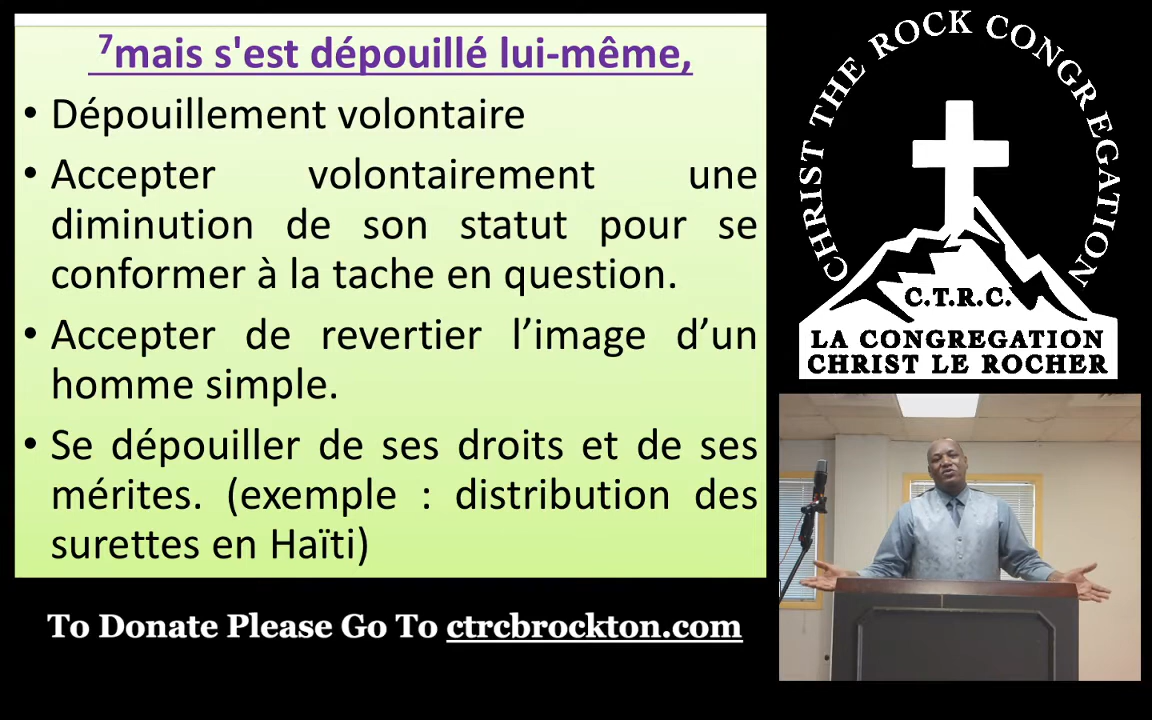 ⁷mais s'est dépouillé lui-même,
• Dépouillement volontaire
• Accepter volontairement une
diminution de son statut pour se
conformer à la tache en question.
• Accepter de revertier l’image d’un
homme simple.
• Se dépouiller de ses droits et de ses
mérites. (exemple : distribution des
surettes en Haïti)
To Donate Please Go To ctrcbrockton.com
CHRIST THE ROCK CONGREGATION
C.T.R.C.
LA CONGREGATION
CHRIST LE ROCHER